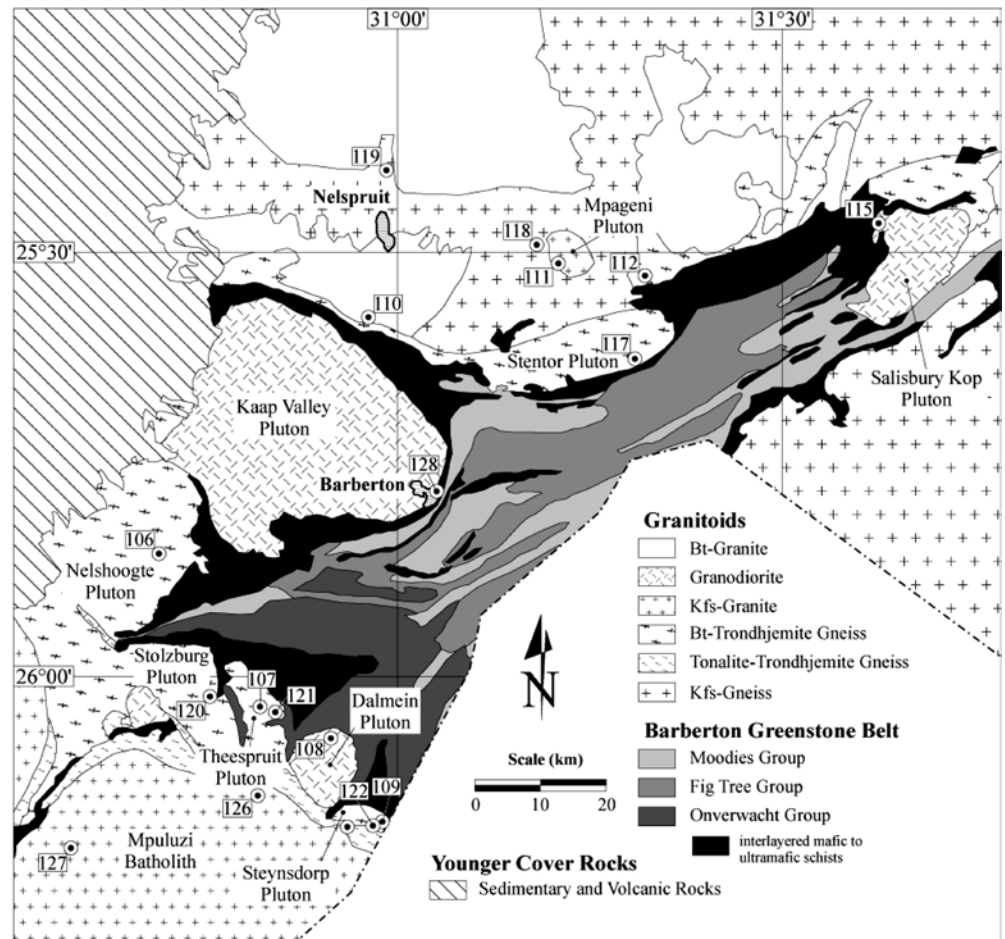 31°00'
31°30'
119
Nelspruit
Mpageni
Pluton
118
115
25°30'
111
112
110
Stentor Pluton
117
Kaap Valley
Pluton
Salisbury Kop
Pluton
128
Barberton
106
Nelshoogte
Pluton
Stolzburg
Pluton
26°00'
107
121
120
Dalmein
Pluton
108
Theespruit
Pluton
122
109
126
Mpuluzi
Batholith
127
Steynsdorp
Pluton
N
Scale (km)
0 10 20
Granitoids
Bt-Granite
Granodiorite
Kfs-Granite
Bt-Trondhjemite Gneiss
Tonalite-Trondhjemite Gneiss
Kfs-Gneiss
Barberton Greenstone Belt
Moodies Group
Fig Tree Group
Onverwacht Group
interlayered mafic to
ultramafic schists
Younger Cover Rocks
Sedimentary and Volcanic Rocks